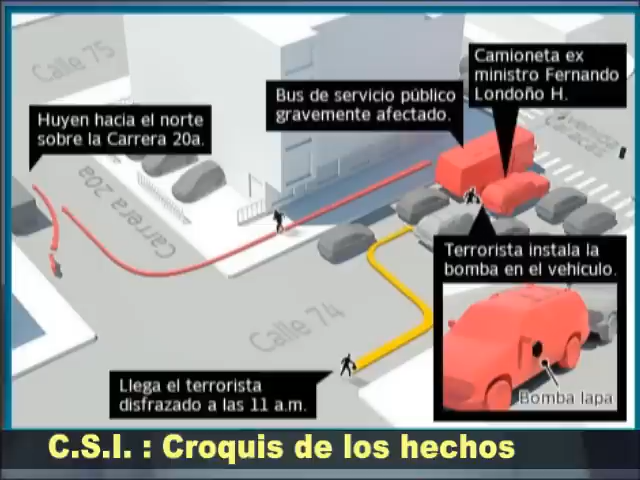 Calle 75
Camioneta ex
ministro Fernando
Londoño H.
Bus de servicio público
gravemente afectado.
Huyen hacia el norte
sobre la Carrera 20a.
Avenida
Caracas
Carrera 20a
Terrorista instala la
bomba en el vehículo.
Calle 74
Bomba lapa
Llega el terrorista
disfrazado a las 11 a.m.
C.S.I. : Croquis de los hechos